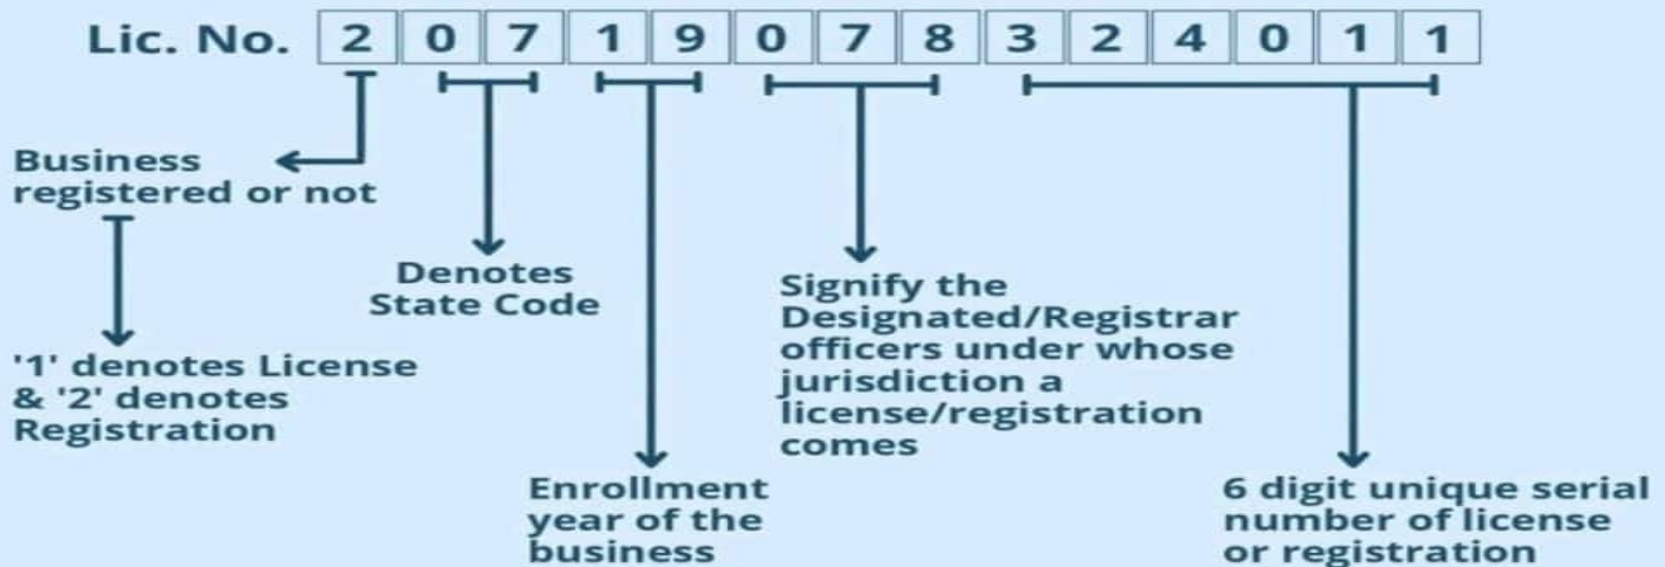 Lic. No. 2 0 7 1 9 0 7 8 3 2 4 0 1 1
Business
registered or not
'1' denotes License
& '2' denotes
Registration
Denotes
State Code
Enrollment
year of the
business
Signify the
Designated/Registrar
officers under whose
jurisdiction a
license/registration
comes
6 digit unique serial
number of license
or registration